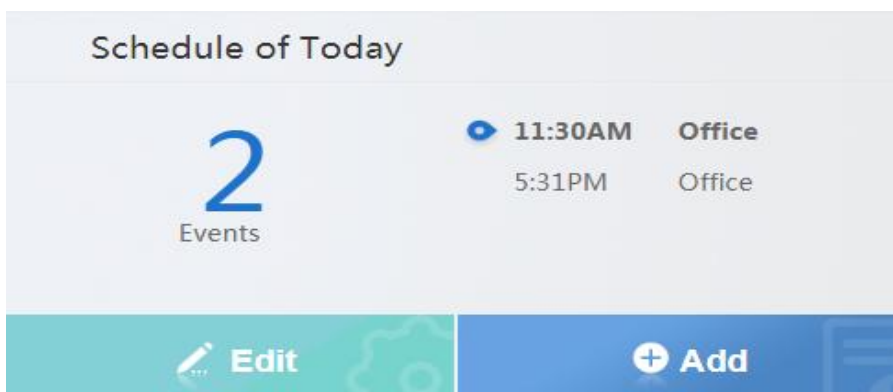 Schedule of Today
2
Events
11:30AM Office
5:31PM Office
Edit
Add